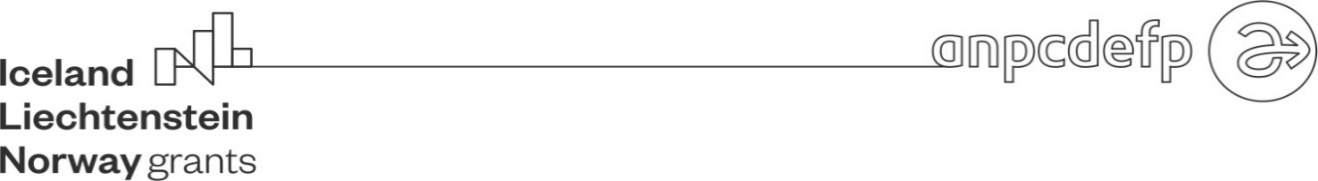 Iceland
Liechtenstein
Norway grants
anpcdefp